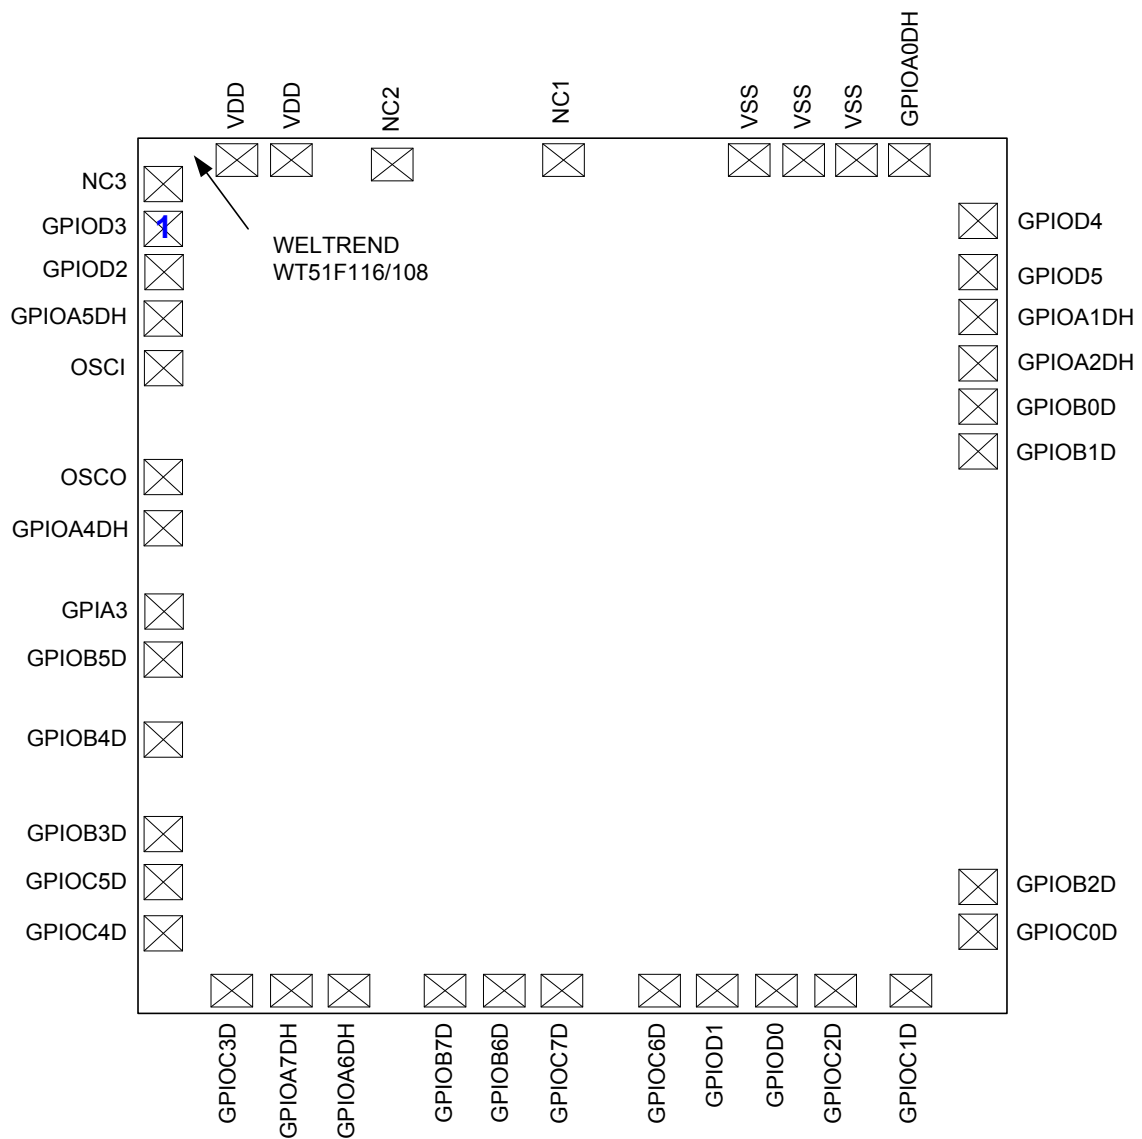 VDD
VDD
NC2
NC1
VSS
VSS
VSS
GPIOA0DH
NC3
GPIOD3
1
GPIOD2
GPIOA5DH
OSCI
OSCO
GPIOA4DH
GPIA3
GPIOB5D
GPIOB4D
GPIOB3D
GPIOC5D
GPIOC4D
WELTREND
WT51F116/108
GPIOD4
GPIOD5
GPIOA1DH
GPIOA2DH
GPIOB0D
GPIOB1D
GPIOB2D
GPIOC0D
GPIOC3D
GPIOA7DH
GPIOA6DH
GPIOB7D
GPIOB6D
GPIOC7D
GPIOC6D
GPIOD1
GPIOD0
GPIOC2D
GPIOC1D